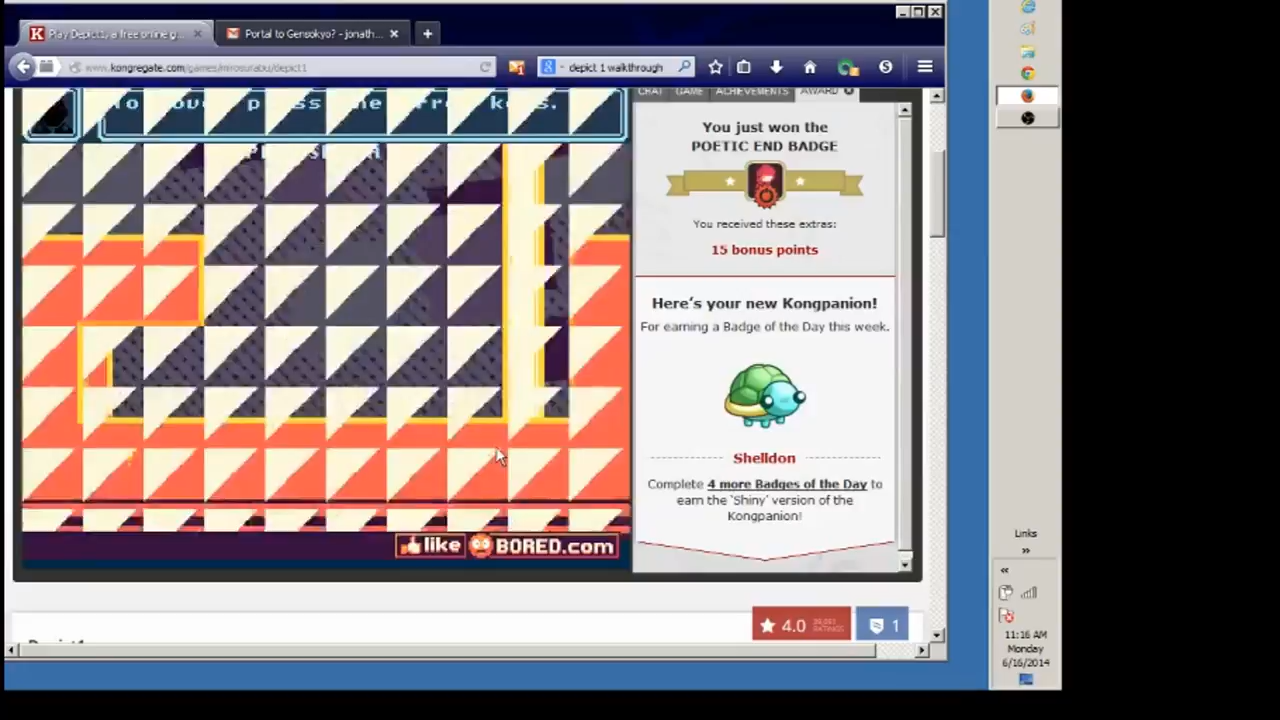 Play Depict1, a free online g...
Portal to Gensokyo? - jonath...
www.kongregate.com/games/mirosurabu/depict1
depict 1 walkthrough
CHAT GAME ACHIEVEMENTS AWARD
You just won the
POETIC END BADGE
You received these extras:
15 bonus points
Here's your new Kongpanion!
For earning a Badge of the Day this week.
Shelldon
Complete 4 more Badges of the Day to
earn the 'Shiny' version of the
Kongpanion!
like BORED.com
4.0
1
Links
11:16 AM
Monday
6/16/2014